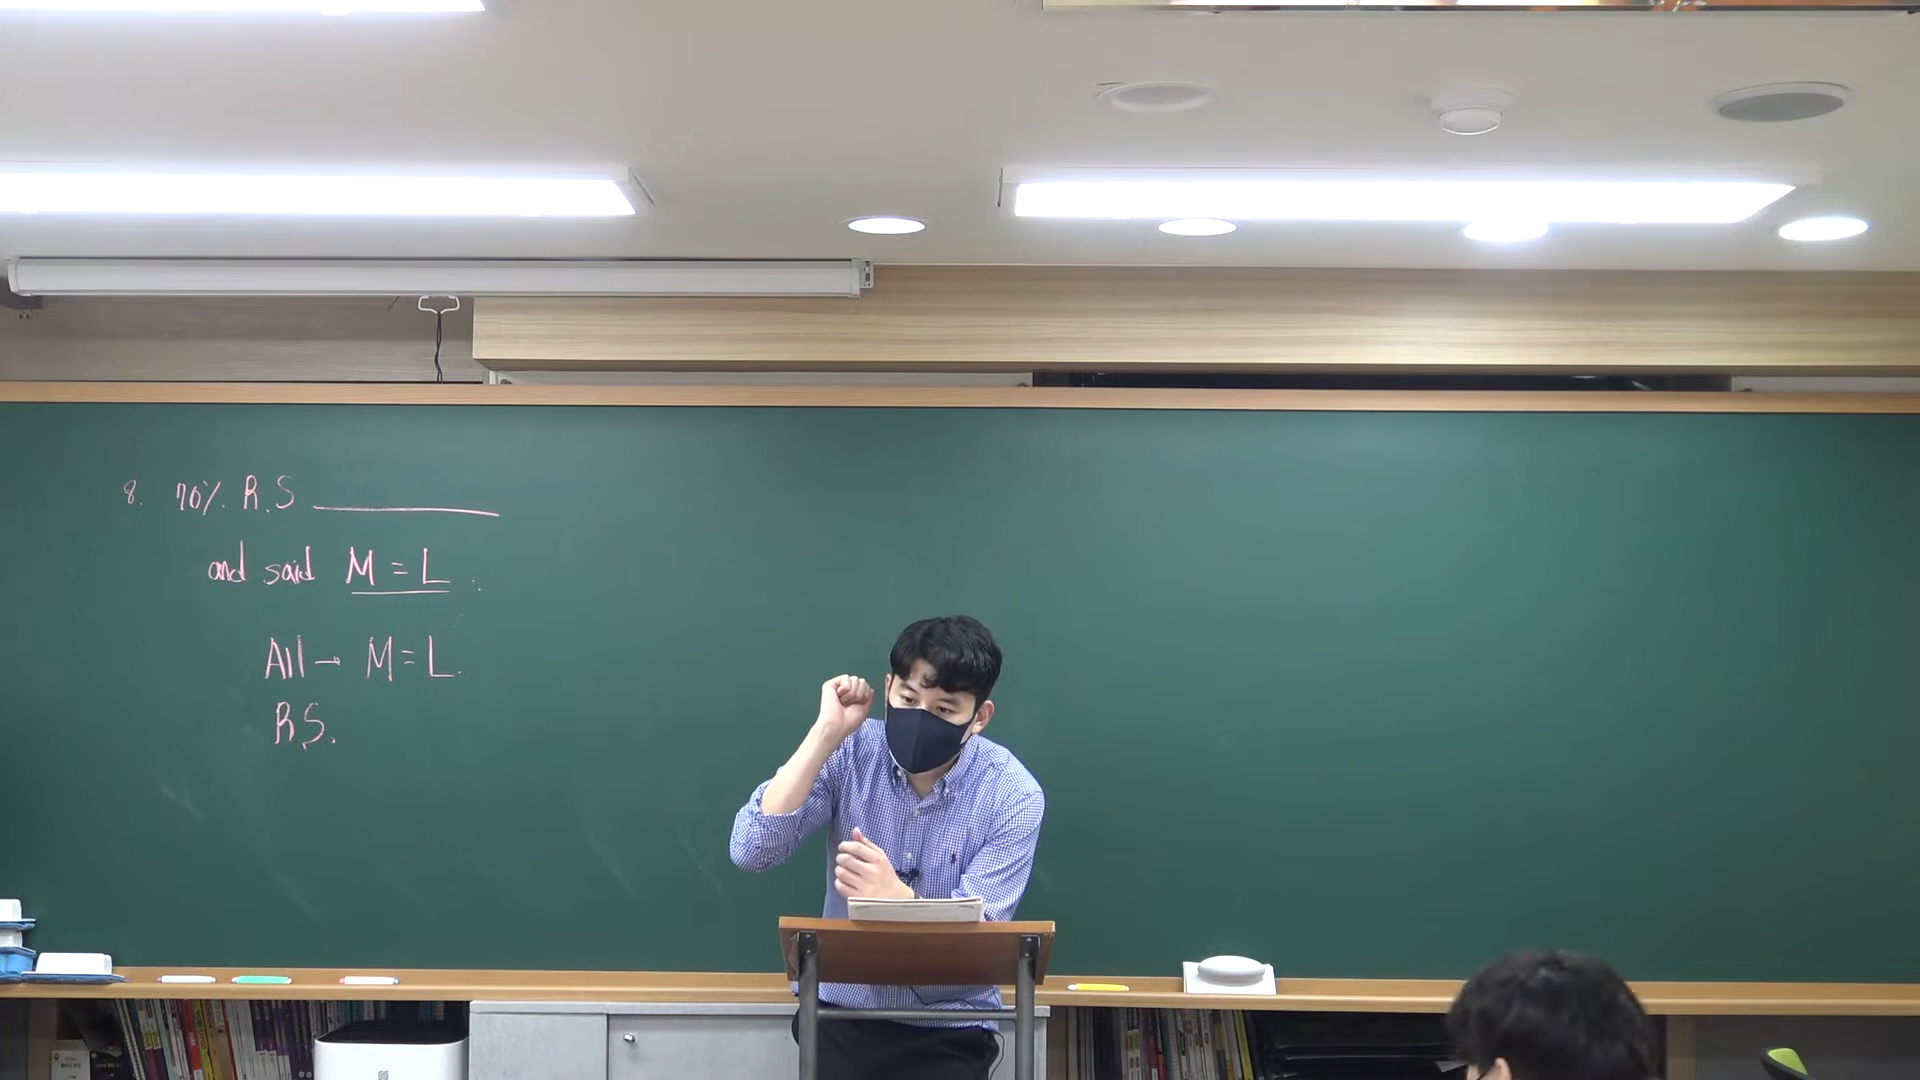 8. 70% R.S
and said M = L.
All → M = L.
R.S.